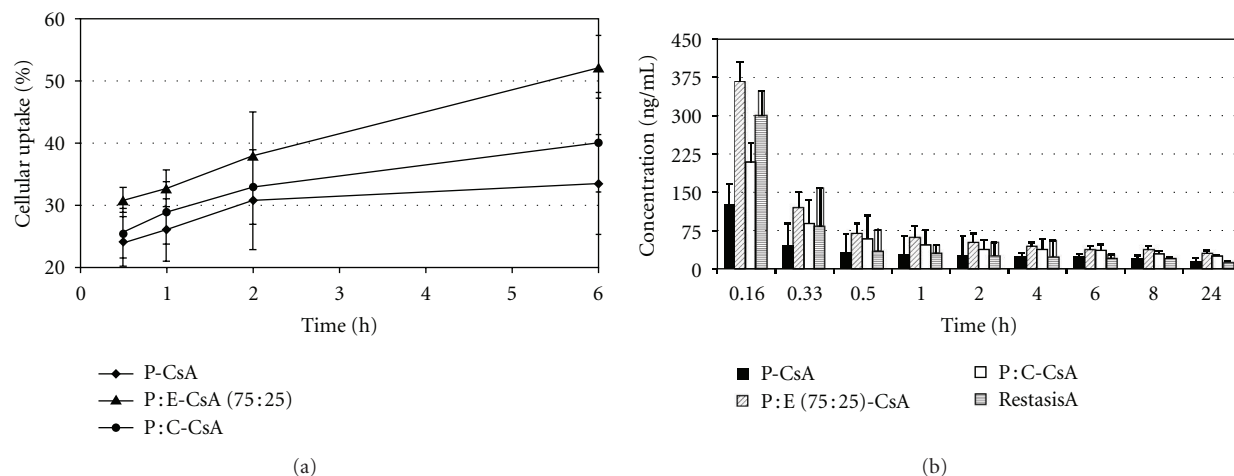 60
50
40
30
20
Cellular uptake (%)
0 1 2 3 4 5 6
Time (h)
P-CsA
P:E-CsA (75:25)
P:C-CsA
(a)
450
375
300
225
150
75
0
Concentration (ng/mL)
0.16 0.33 0.5 1 2 4 6 8 24
Time (h)
P-CsA P:C-CsA
P:E (75:25)-CsA RestasisA
(b)